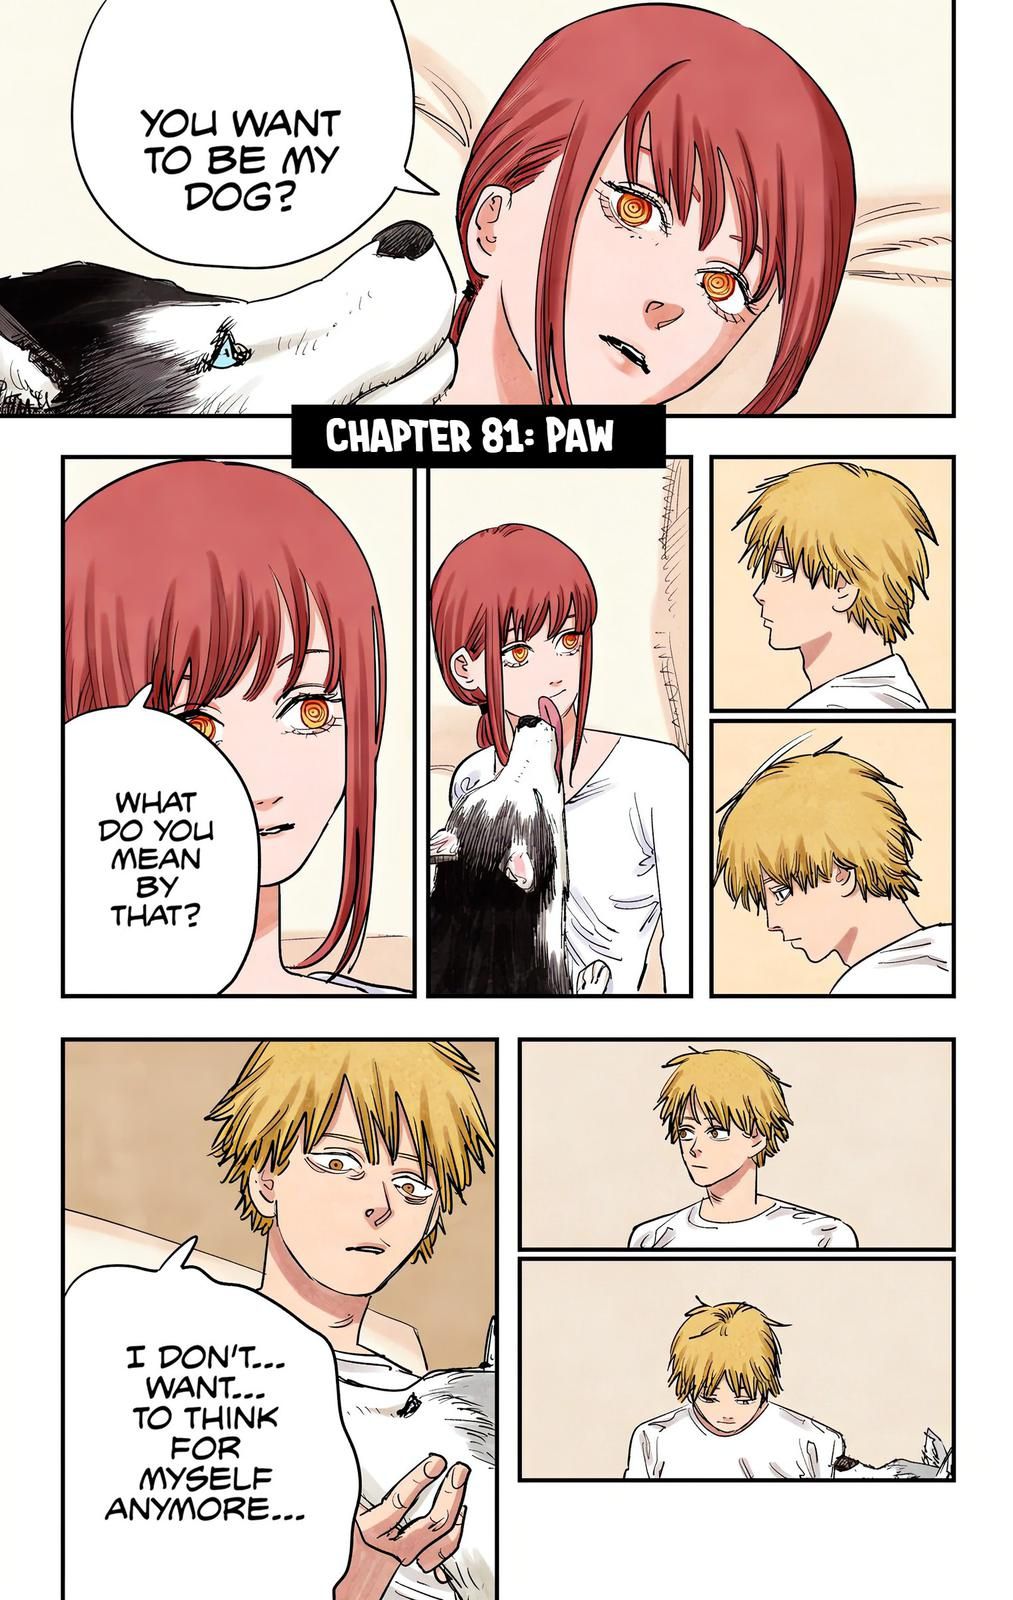 YOU WANT
TO BE MY
DOG?
CHAPTER 81: PAW
WHAT
DO YOU
MEAN
BY
THAT?
I DON'T...
WANT...
TO THINK
FOR
MYSELF
ANYMORE...